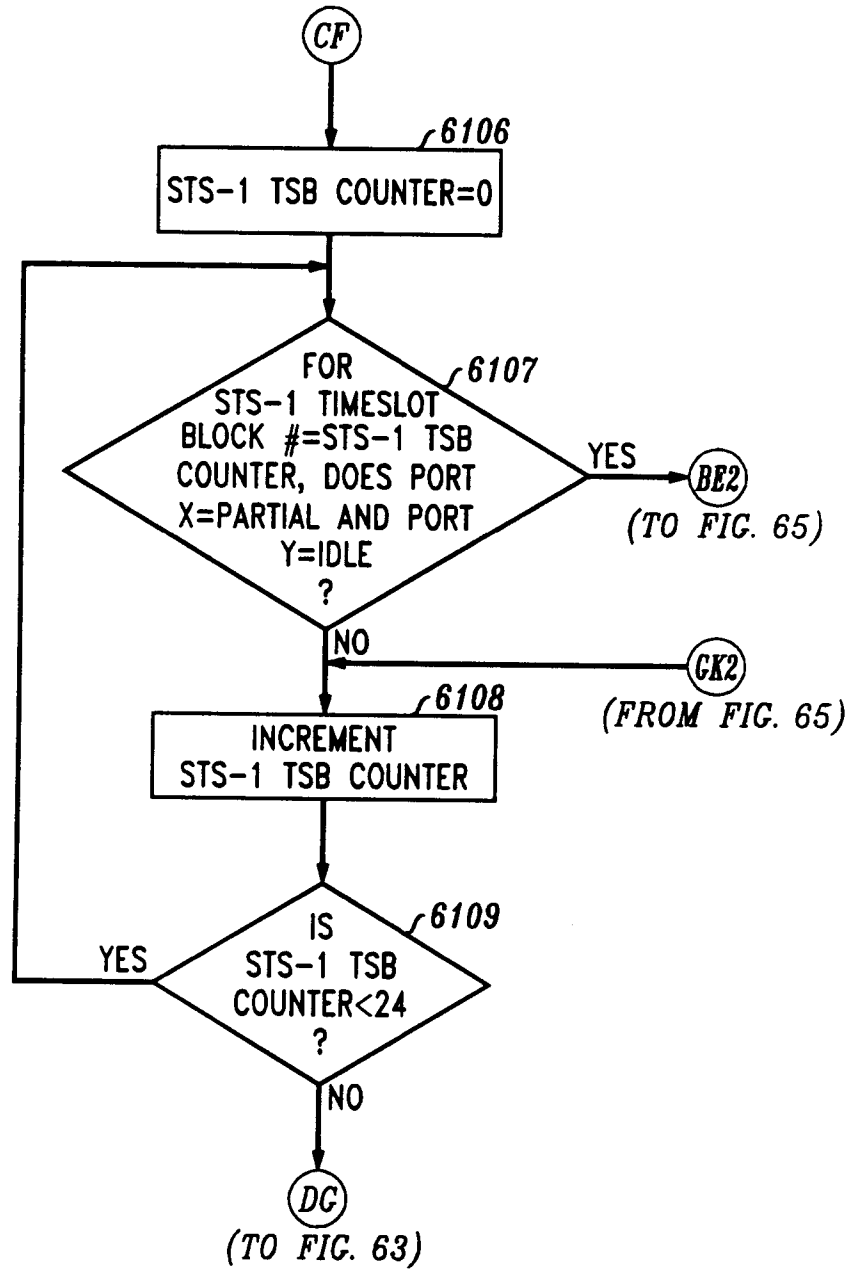 CF
6106
STS-1 TSB COUNTER=0
6107
FOR
STS-1 TIMESLOT
BLOCK #=STS-1 TSB
COUNTER, DOES PORT
X=PARTIAL AND PORT
Y=IDLE
?
YES
BE2
(TO FIG. 65)
NO
GK2
(FROM FIG. 65)
6108
INCREMENT
STS-1 TSB COUNTER
6109
IS
STS-1 TSB
COUNTER<24
?
YES
NO
DG
(TO FIG. 63)